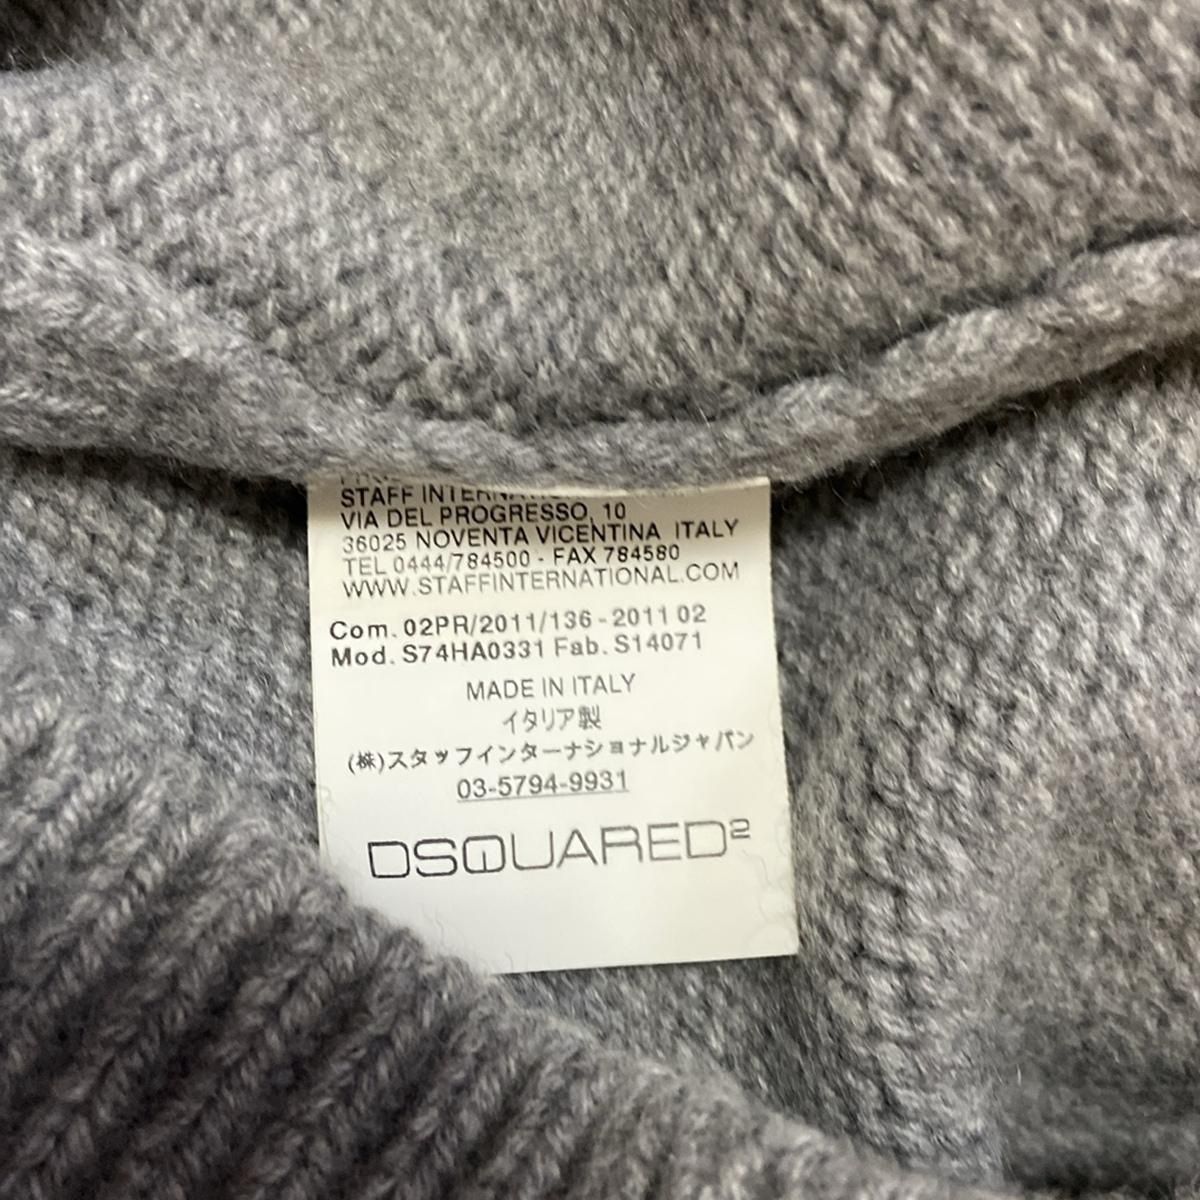 STAFF
VIA DEL PROGRESSO, 10
36025 NOVENTA VICENTINA ITALY
TEL 0444/784500 - FAX 784580
WWW.STAFFINTERNATIONAL.COM
Com. 02PR/2011/136 - 2011 02
Mod. S74HA0331 Fab. S14071
MADE IN ITALY
イタリア製
(株)スタッフインターナショナルジャパン
03-5794-9931
DSQUARED²